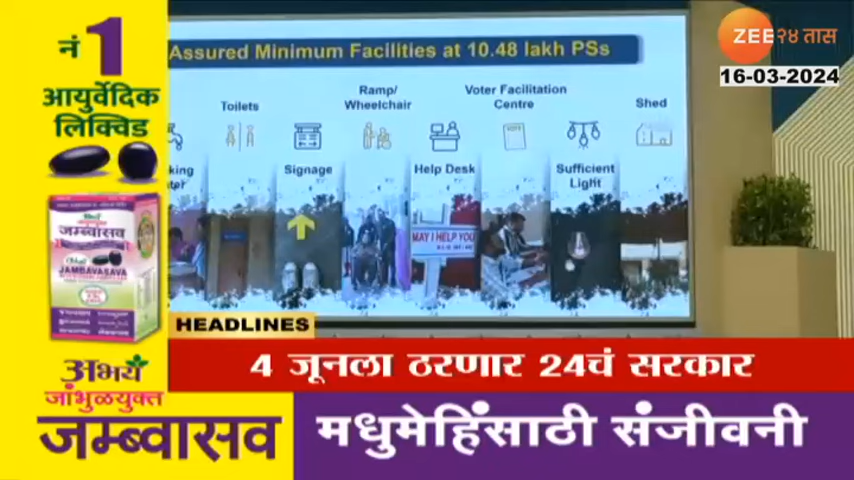 नं 1
आयुर्वेदिक
लिक्विड
जम्बवासव
JAMBAVASAVA
अभय
जांभुळयुक्त
जम्बवासव
Assured Minimum Facilities at 10.48 lakh PSs
Toilets
Ramp/
Wheelchair
Voter Facilitation
Centre
Shed
Signage
Help Desk
Sufficient
Light
MAY I HELP YOU
ZEE २४ तास
16-03-2024
HEADLINES
4 जूनला ठरणार 24चं सरकार
मधुमेहिंसाठी संजीवनी